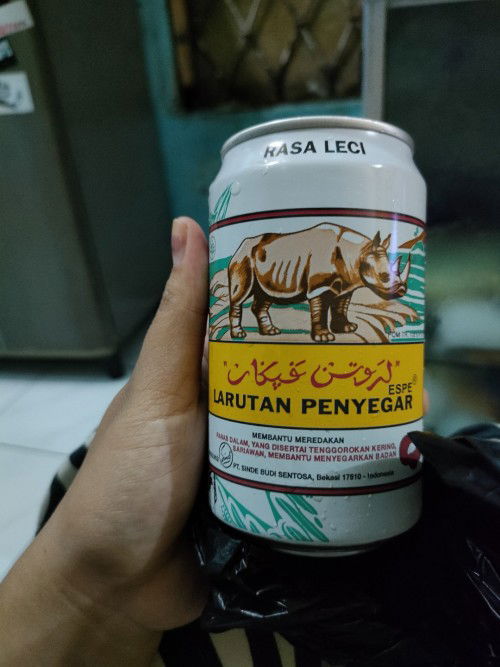 RASA LECI
"لاروتن ڤڽݢر"
ESPE®
LARUTAN PENYEGAR
MEMBANTU MEREDAKAN
PANAS DALAM, YANG DISERTAI TENGGOROKAN KERING,
SARIAWAN, MEMBANTU MENYEGARKAN BADAN
PT. SINDE BUDI SENTOSA, Bekasi 17510 - Indonesia